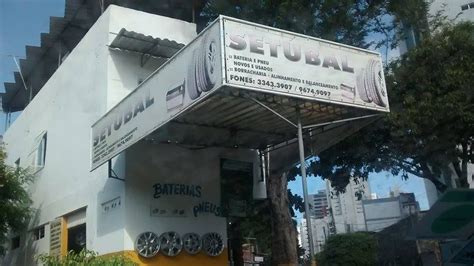 SETUBAL
BATERIA E PNEU
NOVOS E USADOS
BORRACHARIA - ALINHAMENTO E BALANCEAMENTO
FONES: 3343.3907 / 9674.9097
SETUBAL
BATERIAS
PNEUS